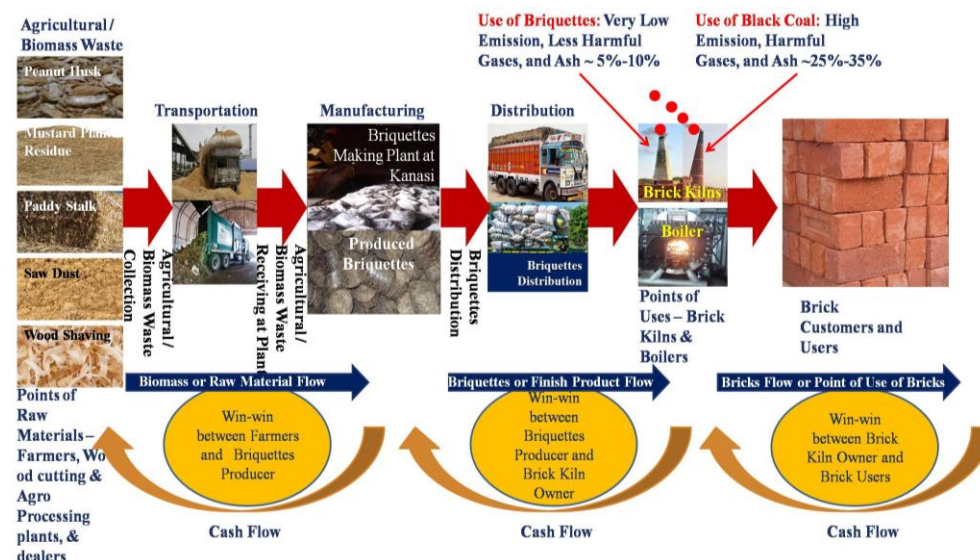 Agricultural /
Biomass Waste
Peanut Husk
Mustard Plant
Residue
Paddy Stalk
Saw Dust
Wood Shaving
Points of
Raw
Materials –
Farmers, Wo
od cutting &
Agro
Processing
plants, &
dealers
Agricultural /
Biomass Waste
Collection
Transportation
Agricultural /
Biomass Waste
Receiving at Plant
Manufacturing
Briquettes
Making Plant at
Kanasi
Produced
Briquettes
Briquettes
Distribution
Distribution
Briquettes
Distribution
Use of Briquettes: Very Low
Emission, Less Harmful
Gases, and Ash ~ 5%-10%
Use of Black Coal: High
Emission, Harmful
Gases, and Ash ~25%-35%
Brick Kilns
Boiler
Points of
Uses – Brick
Kilns &
Boilers
Brick
Customers and
Users
Biomass or Raw Material Flow
Win-win
between Farmers
and Briquettes
Producer
Cash Flow
Briquettes or Finish Product Flow
Win-win
between
Briquettes
Producer and
Brick Kiln
Owner
Cash Flow
Bricks Flow or Point of Use of Bricks
Win-win
between Brick
Kiln Owner and
Brick Users
Cash Flow